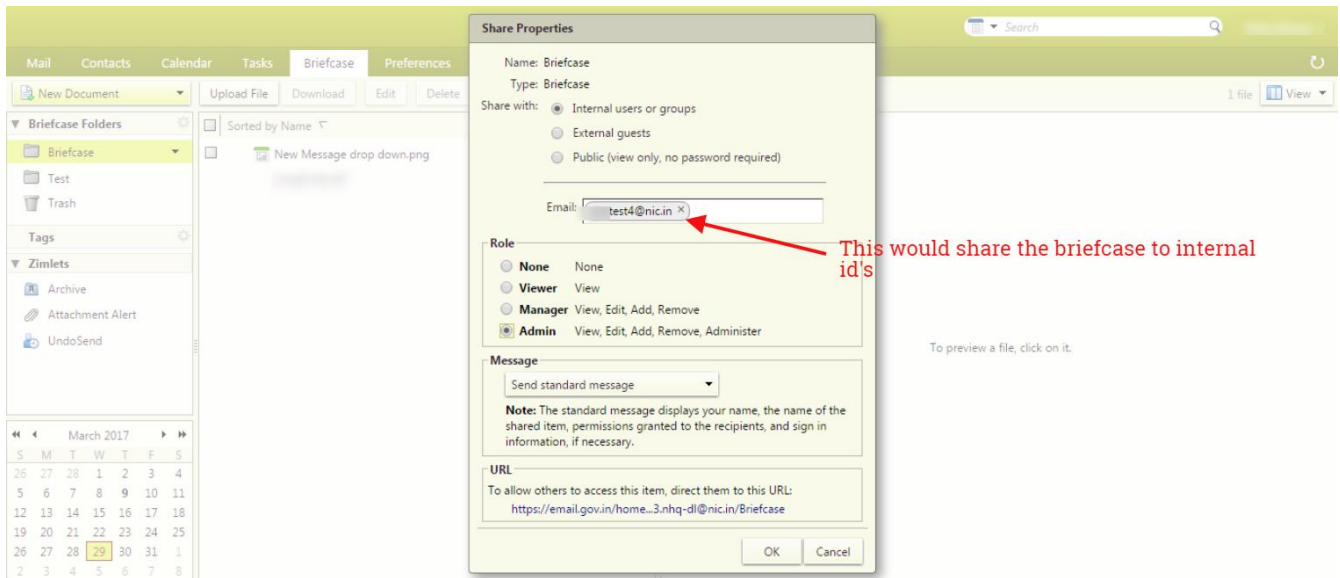 Share Properties
Search
Mail Contacts Calendar Tasks Briefcase Preferences
New Document Upload File Download Edit Delete
1 file View
Briefcase Folders
Briefcase
Test
Trash
Tags
Zimlets
Archive
Attachment Alert
UndoSend
Sorted by Name
New Message drop down.png
Name: Briefcase
Type: Briefcase
Share with: Internal users or groups
External guests
Public (view only, no password required)
Email: test4@nic.in ×
This would share the briefcase to internal
id's
Role
None None
Viewer View
Manager View, Edit, Add, Remove
Admin View, Edit, Add, Remove, Administer
Message
Send standard message
Note: The standard message displays your name, the name of the
shared item, permissions granted to the recipients, and sign in
information, if necessary.
URL
To allow others to access this item, direct them to this URL:
https://email.gov.in/home...3.nhq-dl@nic.in/Briefcase
OK Cancel
To preview a file, click on it.
March 2017
S M T W T F S
26 27 28 1 2 3 4
5 6 7 8 9 10 11
12 13 14 15 16 17 18
19 20 21 22 23 24 25
26 27 28 29 30 31 1
2 3 4 5 6 7 8